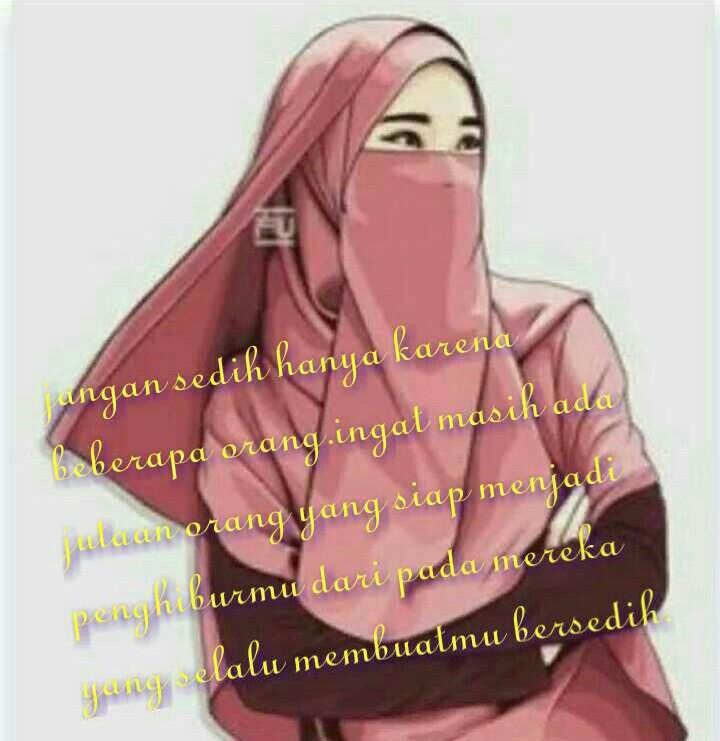 jangan sedih hanya karena
beberapa orang.ingat masih ada
jutaan orang yang siap menjadi
penghiburmu dari pada mereka
yang selalu membuatmu bersedih.